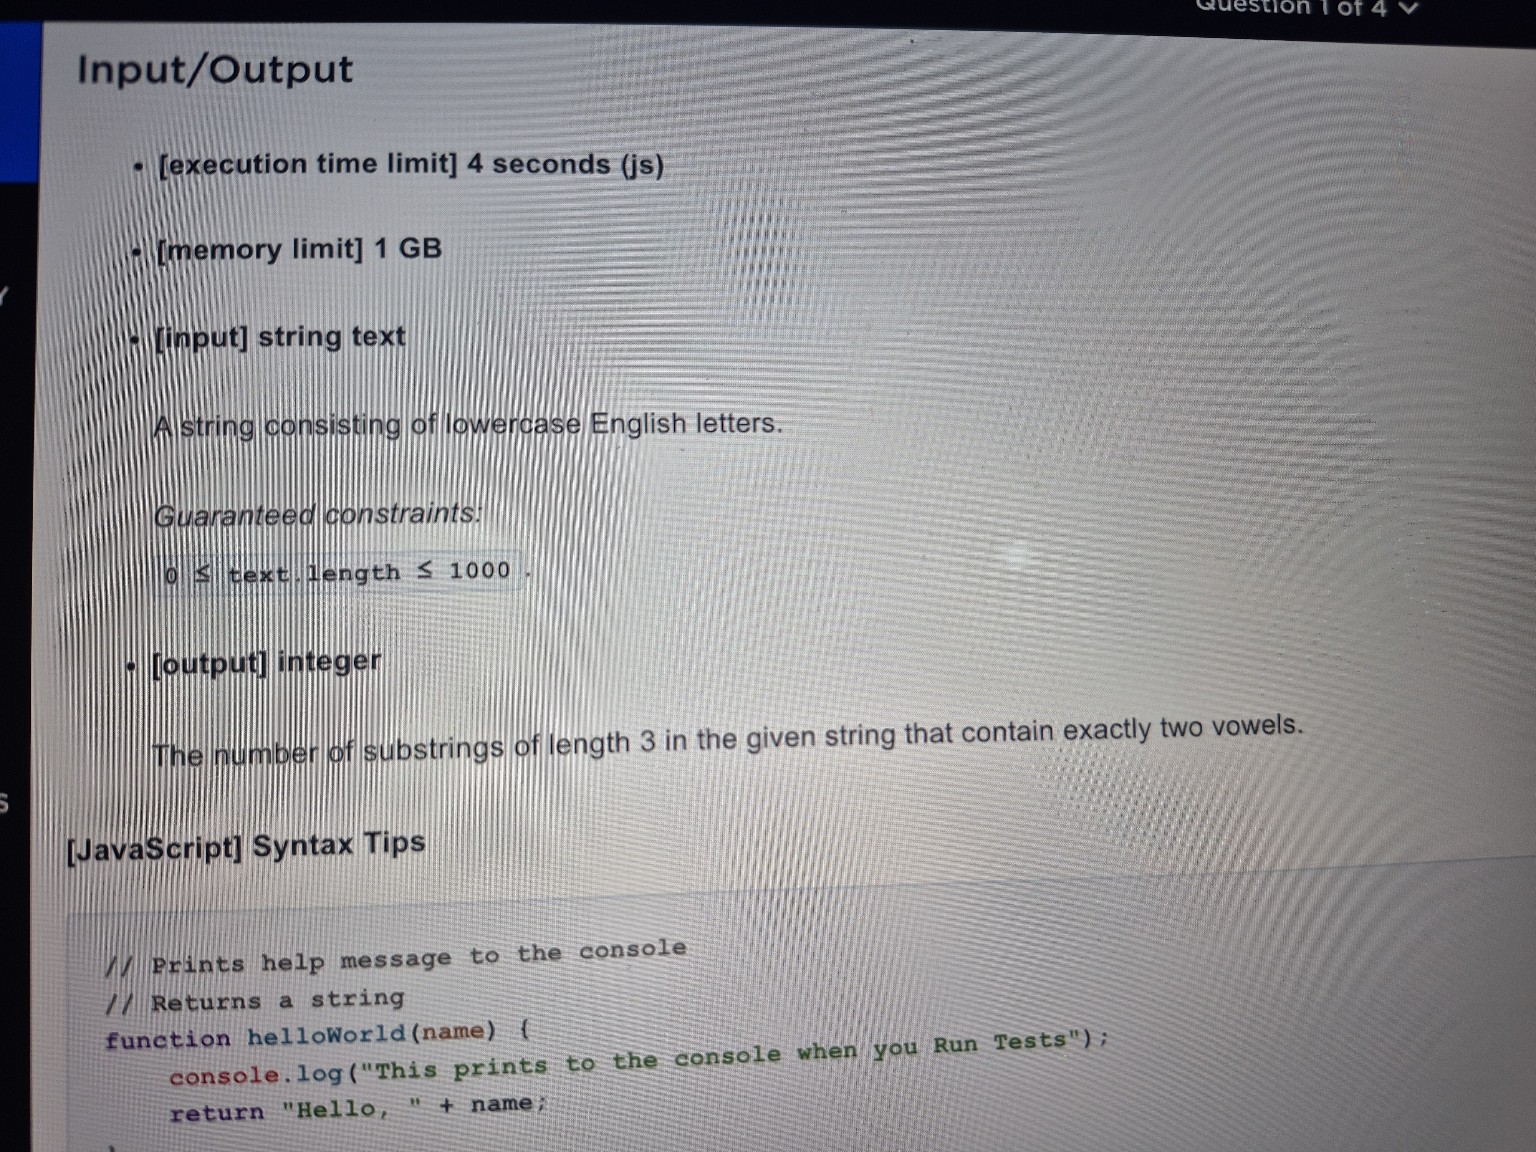 Question 1 of 4
Input/Output
• [execution time limit] 4 seconds (js)
• [memory limit] 1 GB
• [input] string text
A string consisting of lowercase English letters.
Guaranteed constraints:
0 ≤ text.length ≤ 1000 .
• [output] integer
The number of substrings of length 3 in the given string that contain exactly two vowels.
[JavaScript] Syntax Tips
// Prints help message to the console
// Returns a string
function helloWorld(name) {
console.log("This prints to the console when you Run Tests");
return "Hello, " + name;